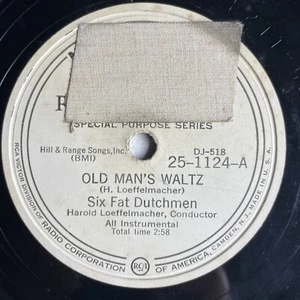 SPECIAL PURPOSE SERIES
Hill & Range Songs, Inc.
(BMI)
DJ-518
25-1124-A
OLD MAN'S WALTZ
(H. Loeffelmacher)
Six Fat Dutchmen
Harold Loeffelmacher, Conductor
All Instrumental
Total time 2:58
RCA VICTOR DIVISION OF RADIO CORPORATION OF AMERICA, CAMDEN, N. J. MADE IN U. S. A.
RCA